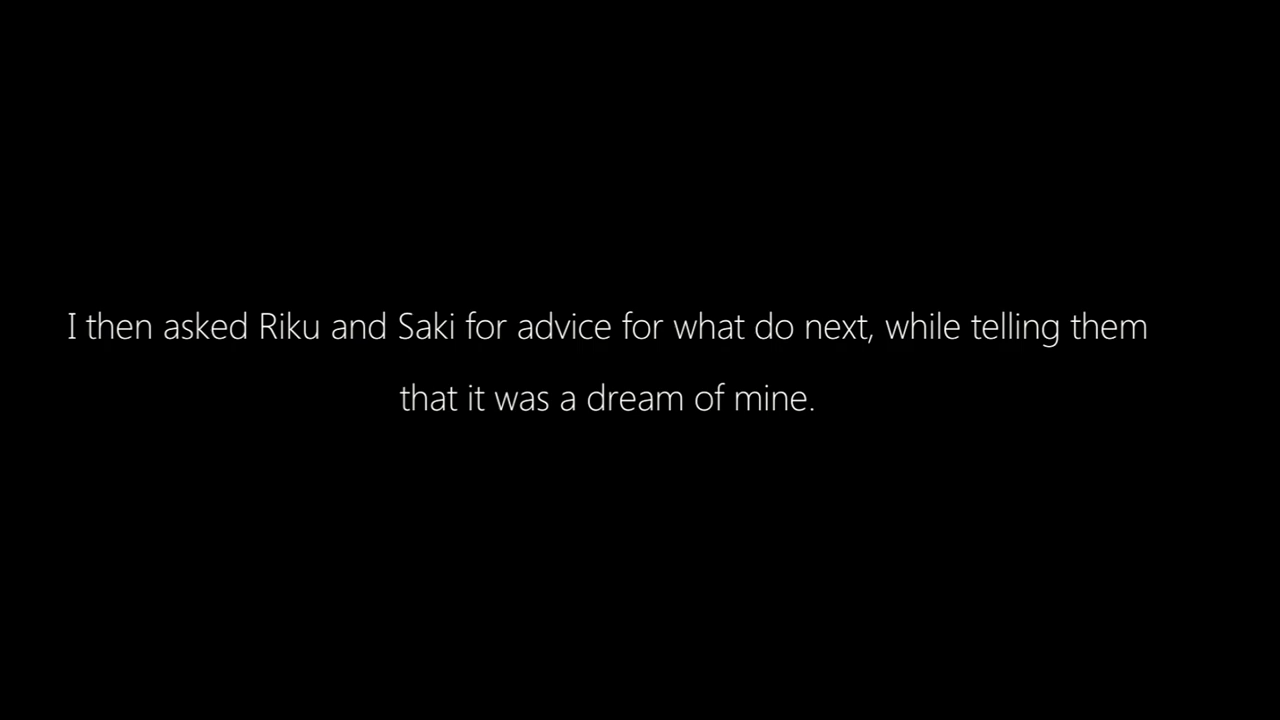 I then asked Riku and Saki for advice for what do next, while telling them
that it was a dream of mine.